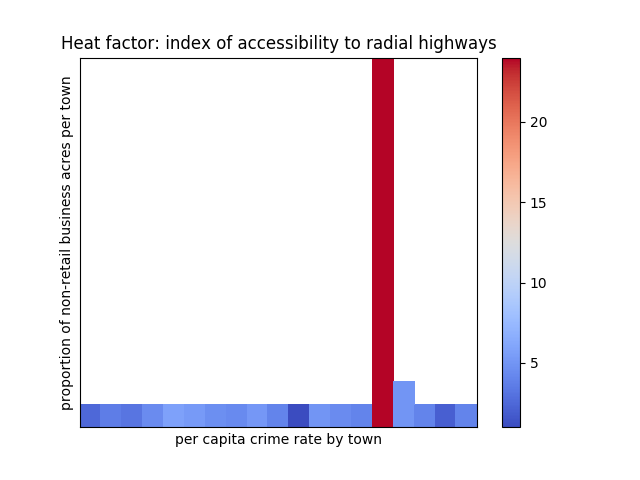 Heat factor: index of accessibility to radial highways
proportion of non-retail business acres per town
per capita crime rate by town
20
15
10
5